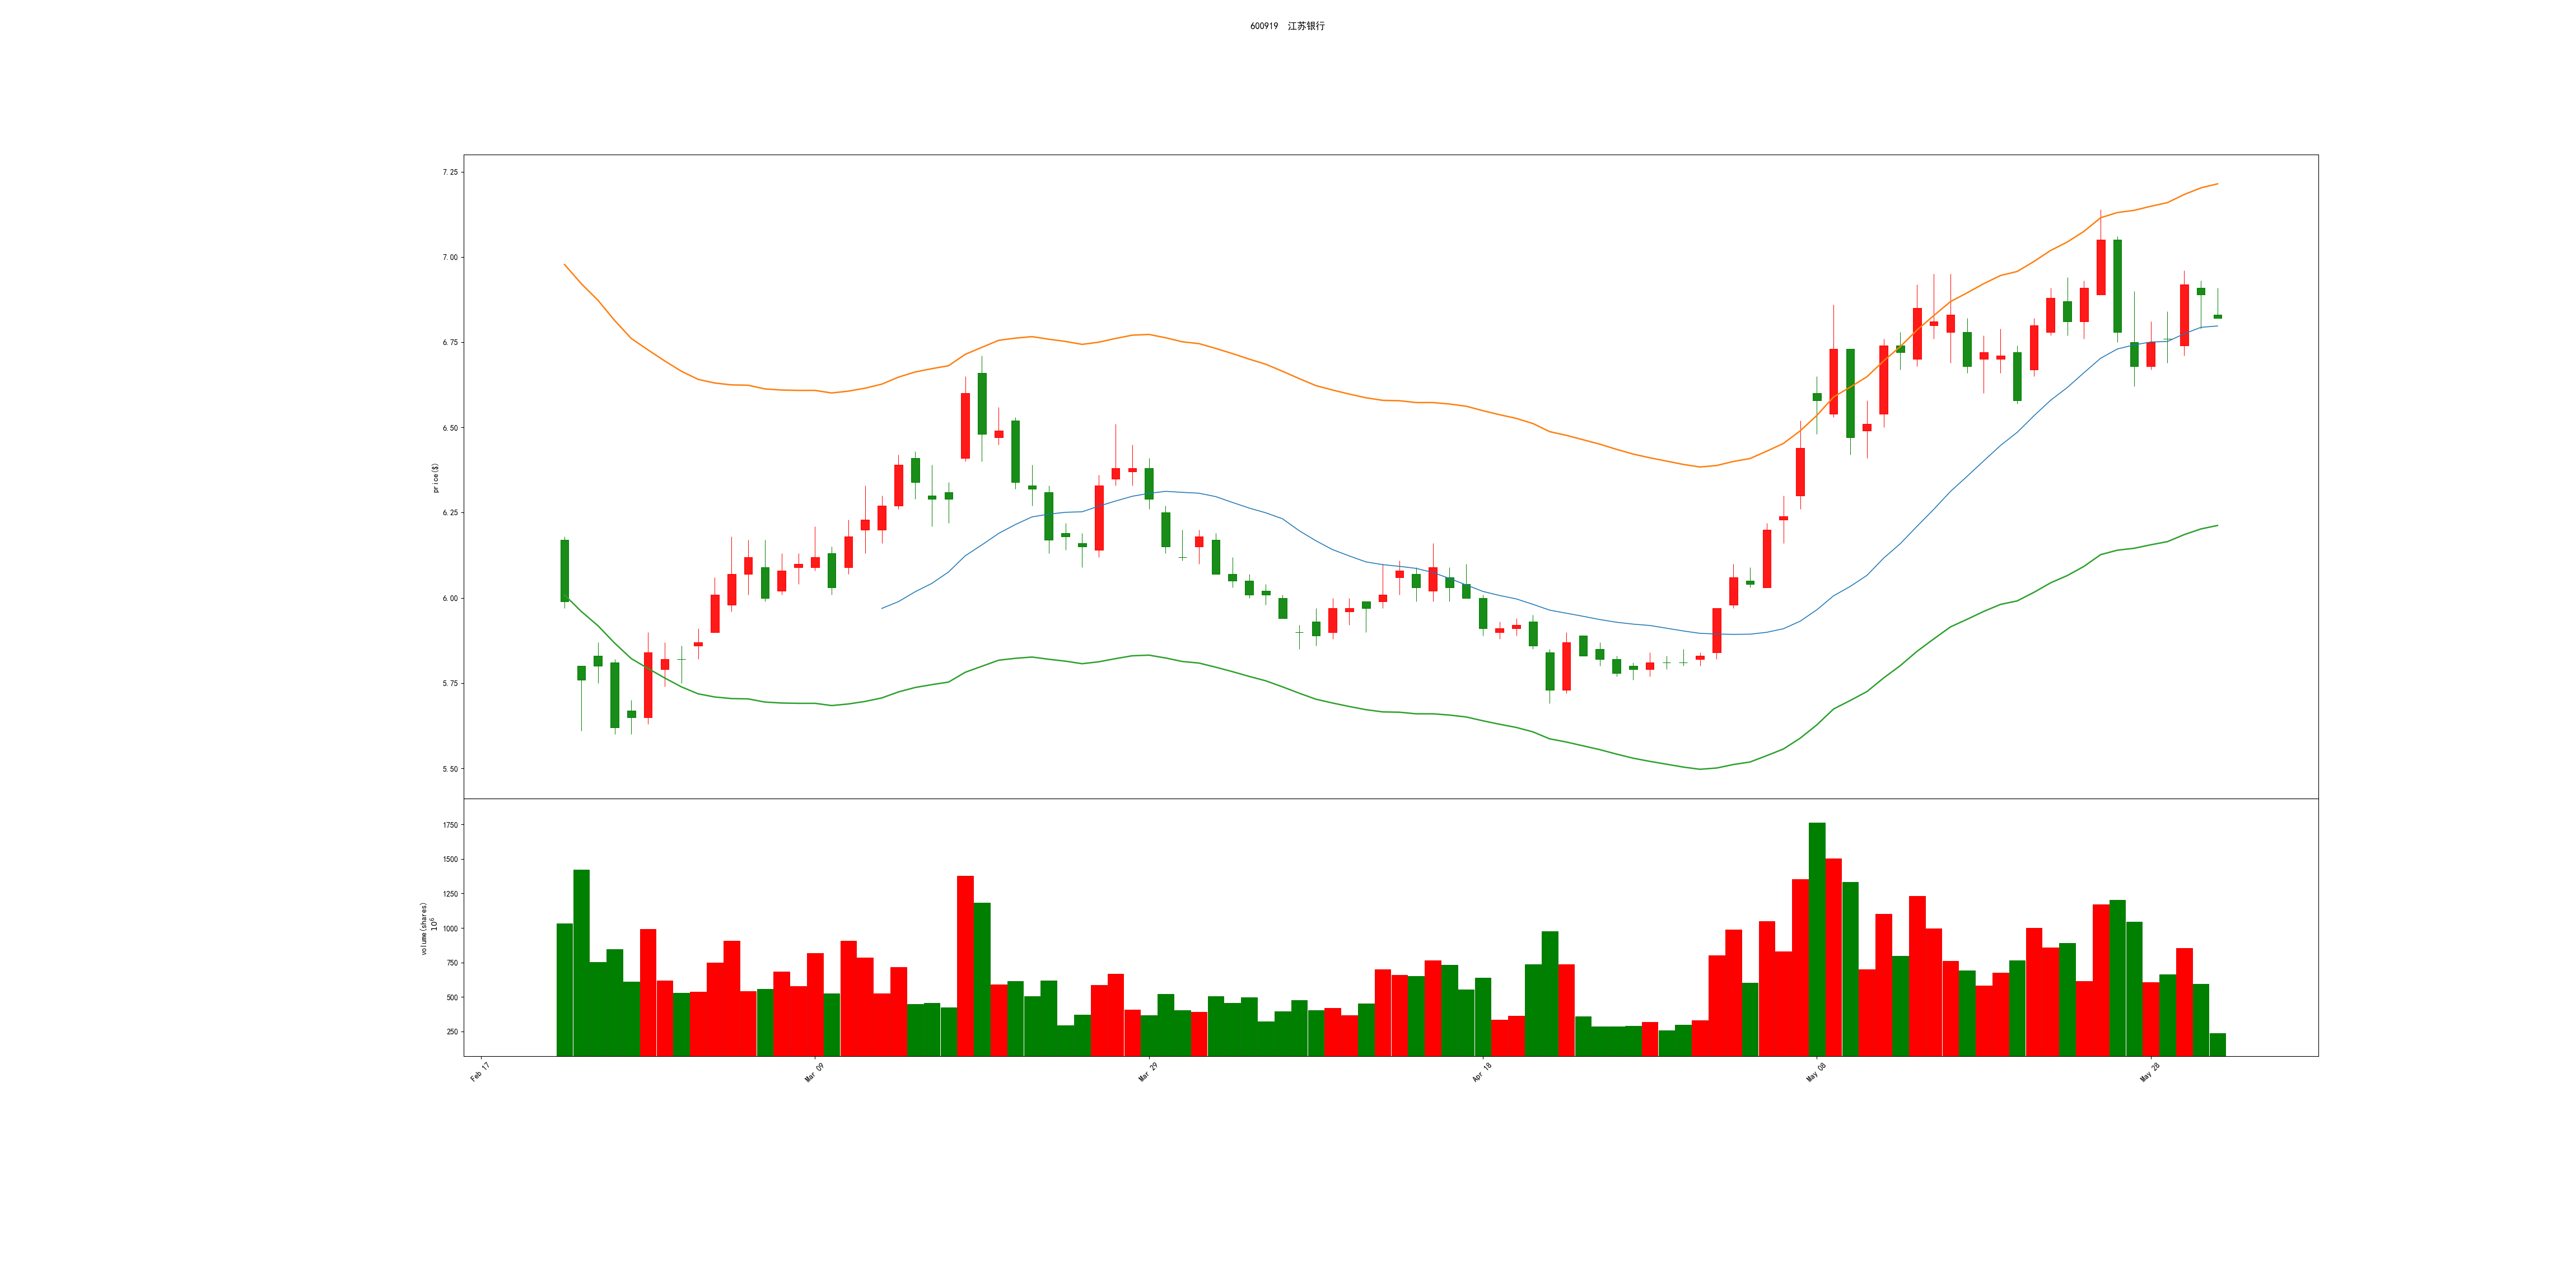 600919 江苏银行
7.25
7.00
6.75
6.50
6.25
6.00
5.75
5.50
price($)
1750
1500
1250
1000
750
500
250
volume(shares)
10⁶
Feb 17
Mar 09
Mar 29
Apr 18
May 08
May 28